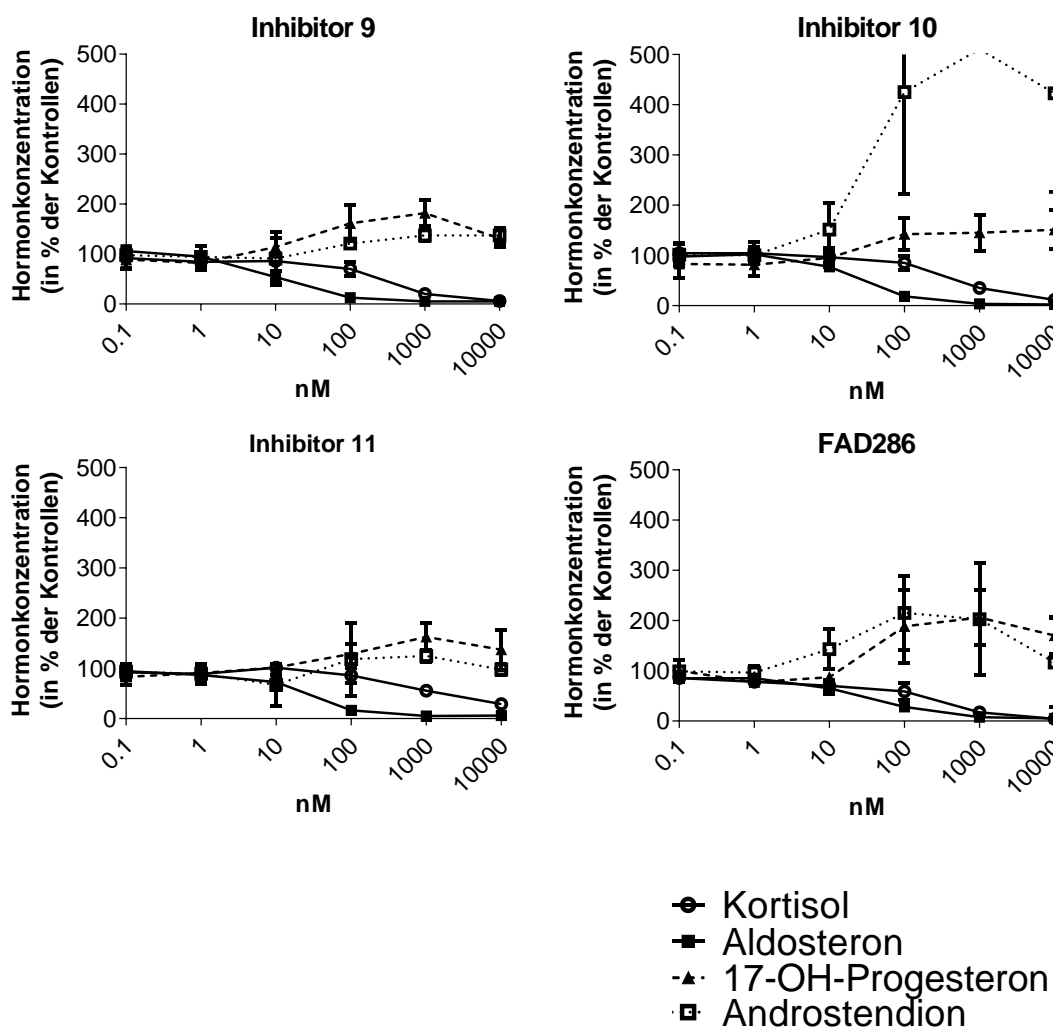 Inhibitor 9
Hormonkonzentration
(in % der Kontrollen)
500
400
300
200
100
0
0.1
1
10
100
1000
10000
nM
Inhibitor 10
Hormonkonzentration
(in % der Kontrollen)
500
400
300
200
100
0
0.1
1
10
100
1000
10000
nM
Inhibitor 11
Hormonkonzentration
(in % der Kontrollen)
500
400
300
200
100
0
0.1
1
10
100
1000
10000
nM
FAD286
Hormonkonzentration
(in % der Kontrollen)
500
400
300
200
100
0
0.1
1
10
100
1000
10000
nM
Kortisol
Aldosteron
17-OH-Progesteron
Androstendion